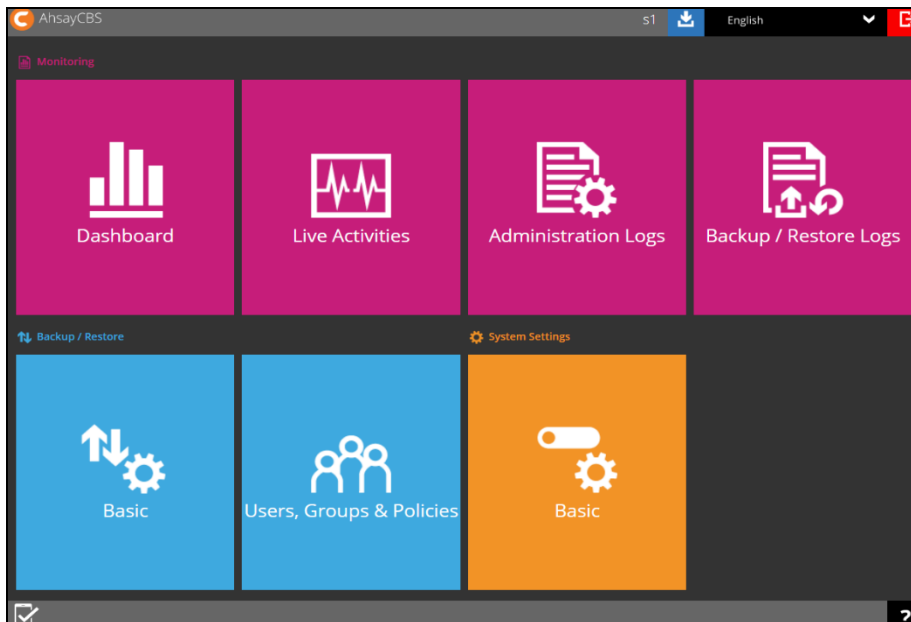 AhsayCBS
s1
English
Monitoring
Dashboard
Live Activities
Administration Logs
Backup / Restore Logs
Backup / Restore
System Settings
Basic
Users, Groups & Policies
Basic
?